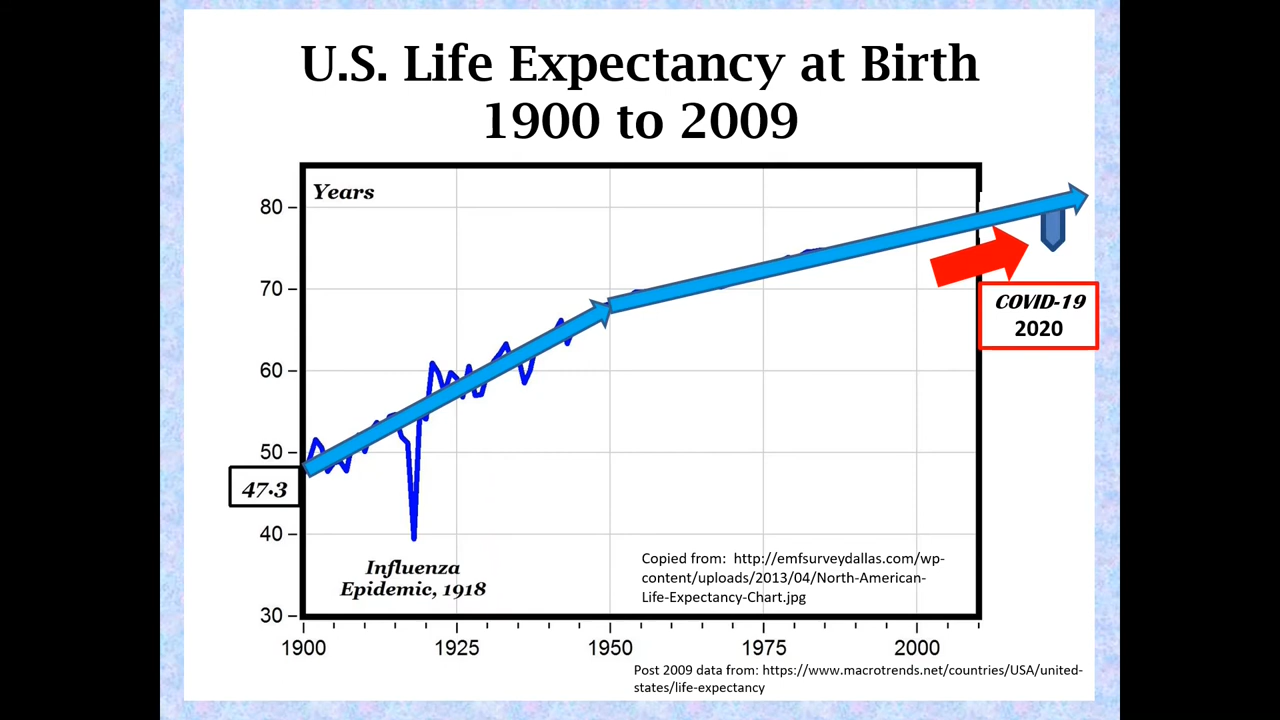 U.S. Life Expectancy at Birth
1900 to 2009
Years
80
70
60
50
47.3
40
30
COVID-19
2020
Influenza
Epidemic, 1918
Copied from:  http://emfsurveydallas.com/wp-
content/uploads/2013/04/North-American-
Life-Expectancy-Chart.jpg
1900 1925 1950 1975 2000
Post 2009 data from: https://www.macrotrends.net/countries/USA/united-
states/life-expectancy